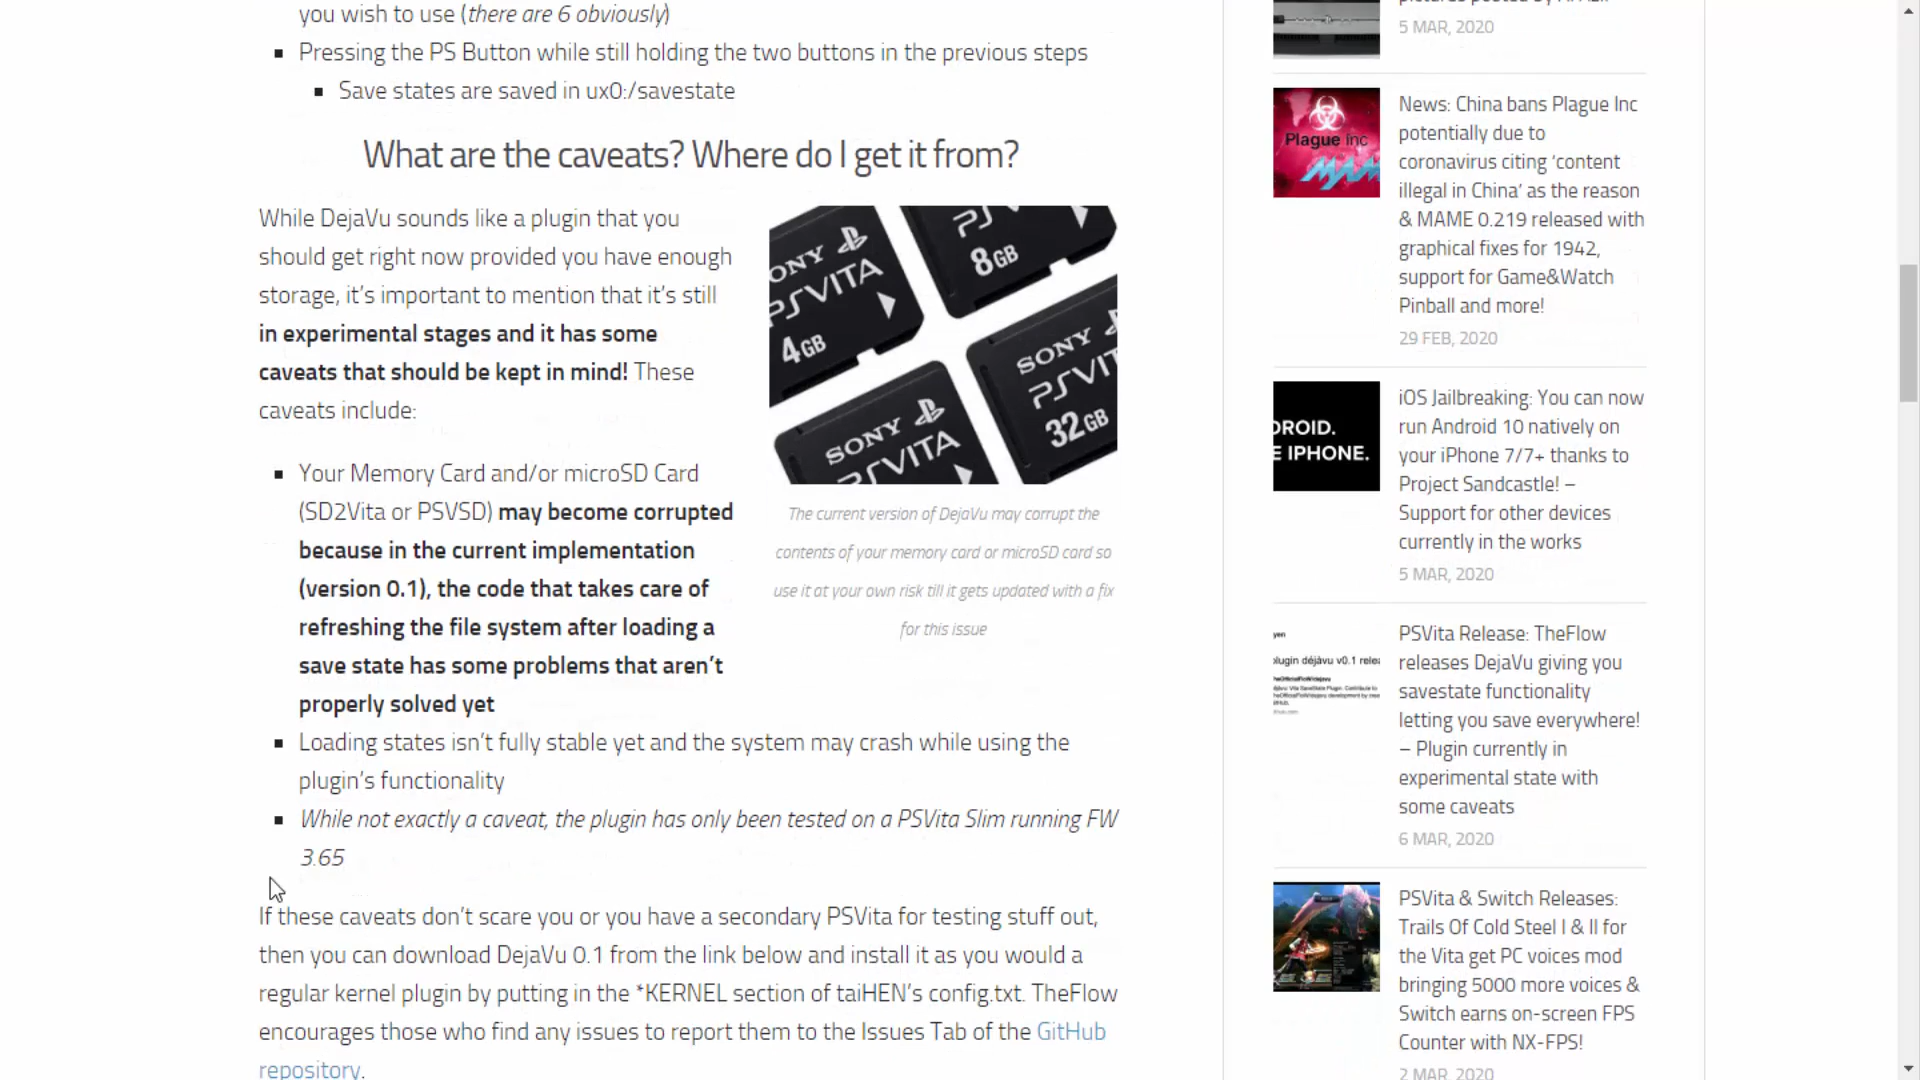 you wish to use (there are 6 obviously)
Pressing the PS Button while still holding the two buttons in the previous steps
Save states are saved in ux0:/savestate
What are the caveats? Where do I get it from?
While DejaVu sounds like a plugin that you
should get right now provided you have enough
storage, it's important to mention that it's still
in experimental stages and it has some
caveats that should be kept in mind! These
caveats include:
SONY
PSVITA
4GB
8GB
SONY
PSVITA
SONY
PSVIT
32GB
The current version of DejaVu may corrupt the
contents of your memory card or microSD card so
use it at your own risk till it gets updated with a fix
for this issue
Your Memory Card and/or microSD Card
(SD2Vita or PSVSD) may become corrupted
because in the current implementation
(version 0.1), the code that takes care of
refreshing the file system after loading a
save state has some problems that aren't
properly solved yet
Loading states isn't fully stable yet and the system may crash while using the
plugin's functionality
While not exactly a caveat, the plugin has only been tested on a PSVita Slim running FW
3.65
If these caveats don't scare you or you have a secondary PSVita for testing stuff out,
then you can download DejaVu 0.1 from the link below and install it as you would a
regular kernel plugin by putting in the *KERNEL section of taiHEN's config.txt. TheFlow
encourages those who find any issues to report them to the Issues Tab of the GitHub
repository.
5 MAR, 2020
Plague Inc
MAM
News: China bans Plague Inc
potentially due to
coronavirus citing 'content
illegal in China' as the reason
& MAME 0.219 released with
graphical fixes for 1942,
support for Game&Watch
Pinball and more!
29 FEB, 2020
DROID.
E IPHONE.
iOS Jailbreaking: You can now
run Android 10 natively on
your iPhone 7/7+ thanks to
Project Sandcastle! –
Support for other devices
currently in the works
5 MAR, 2020
yen
plugin déjàvu v0.1 relea
PSVita Release: TheFlow
releases DejaVu giving you
savestate functionality
letting you save everywhere!
– Plugin currently in
experimental state with
some caveats
6 MAR, 2020
PSVita & Switch Releases:
Trails Of Cold Steel I & II for
the Vita get PC voices mod
bringing 5000 more voices &
Switch earns on-screen FPS
Counter with NX-FPS!
2 MAR, 2020